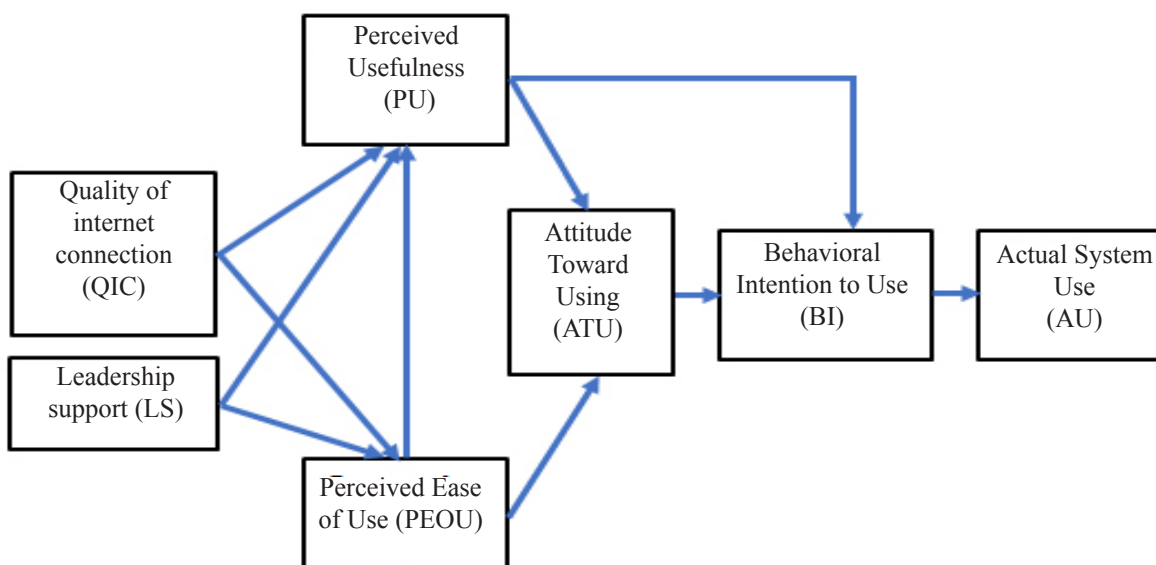 Perceived
Usefulness
(PU)
Quality of
internet
connection
(QIC)
Leadership
support (LS)
Perceived Ease
of Use (PEOU)
Attitude
Toward
Using
(ATU)
Behavioral
Intention to Use
(BI)
Actual System
Use
(AU)